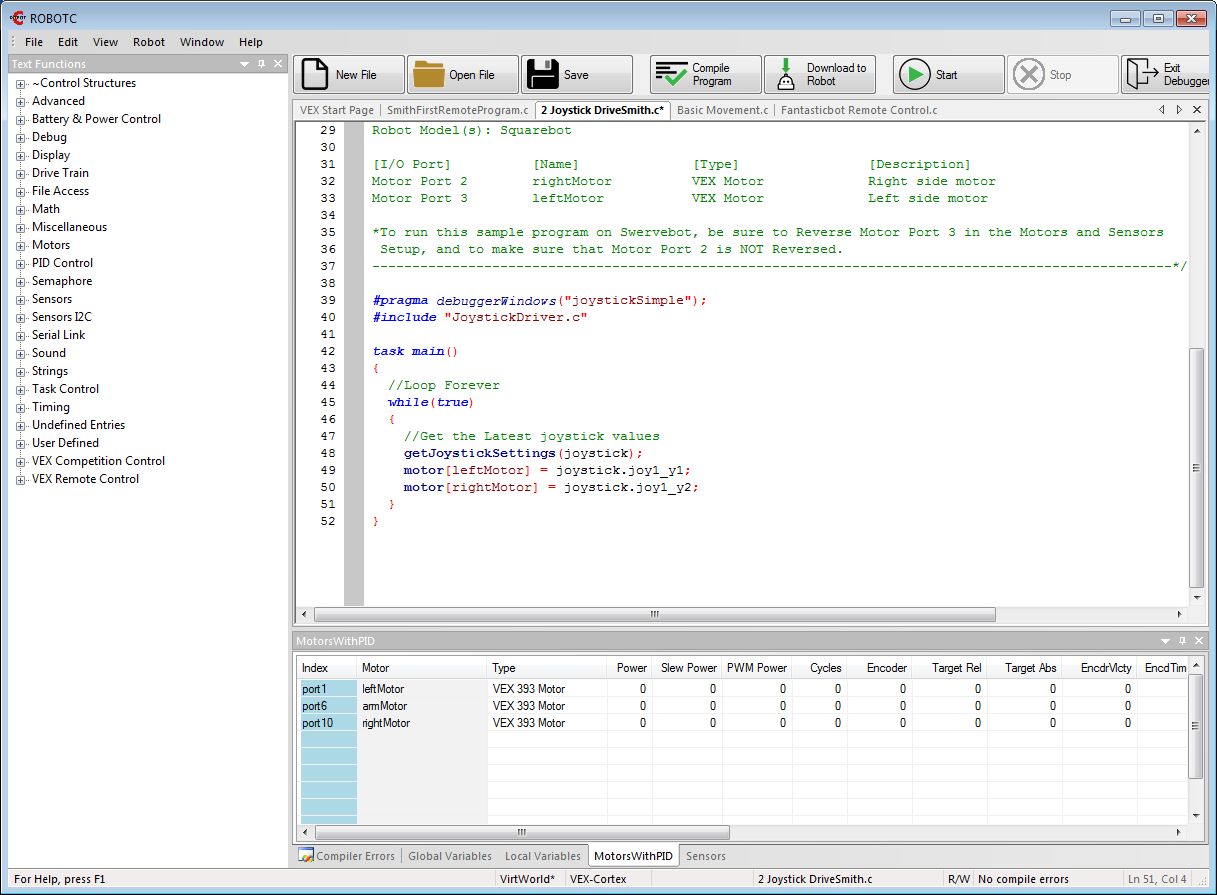 ROBOTC
File Edit View Robot Window Help
Text Functions
~Control Structures
Advanced
Battery & Power Control
Debug
Display
Drive Train
File Access
Math
Miscellaneous
Motors
PID Control
Semaphore
Sensors
Sensors I2C
Serial Link
Sound
Strings
Task Control
Timing
Undefined Entries
User Defined
VEX Competition Control
VEX Remote Control
New File
Open File
Save
Compile
Program
Download to
Robot
Start
Stop
Exit
Debugger
VEX Start Page SmithFirstRemoteProgram.c 2 Joystick DriveSmith.c* Basic Movement.c Fantasticbot Remote Control.c
29 Robot Model(s): Squarebot
30
31 [I/O Port] [Name] [Type] [Description]
32 Motor Port 2 rightMotor VEX Motor Right side motor
33 Motor Port 3 leftMotor VEX Motor Left side motor
34
35 *To run this sample program on Swervebot, be sure to Reverse Motor Port 3 in the Motors and Sensors
36 Setup, and to make sure that Motor Port 2 is NOT Reversed.
37 ----------------------------------------------------------------------------------------------------*/
38
39 #pragma debuggerWindows("joystickSimple");
40 #include "JoystickDriver.c"
41
42 task main()
43 {
44 //Loop Forever
45 while(true)
46 {
47 //Get the Latest joystick values
48 getJoystickSettings(joystick);
49 motor[leftMotor] = joystick.joy1_y1;
50 motor[rightMotor] = joystick.joy1_y2;
51 }
52 }
MotorsWithPID
Index Motor Type Power Slew Power PWM Power Cycles Encoder Target Rel Target Abs EncdrVlcty EncdTim
port1 leftMotor VEX 393 Motor 0 0 0 0 0 0 0 0
port6 armMotor VEX 393 Motor 0 0 0 0 0 0 0 0
port10 rightMotor VEX 393 Motor 0 0 0 0 0 0 0 0
Compiler Errors Global Variables Local Variables MotorsWithPID Sensors
For Help, press F1 VirtWorld* VEX-Cortex 2 Joystick DriveSmith.c R/W No compile errors Ln 51, Col 4